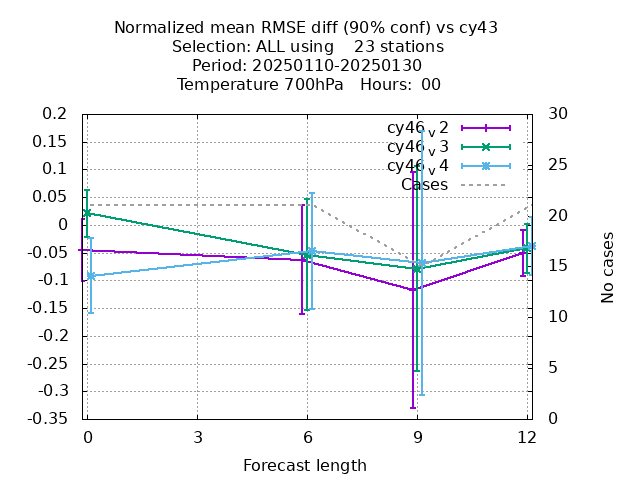 Normalized mean RMSE diff (90% conf) vs cy43
Selection: ALL using    23 stations
Period: 20250110-20250130
Temperature 700hPa   Hours:  00
0.2
0.15
0.1
0.05
0
-0.05
-0.1
-0.15
-0.2
-0.25
-0.3
-0.35
30
25
20
15
10
5
0
cy46v2
cy46v3
cy46v4
Cases
No cases
0
3
6
9
12
Forecast length